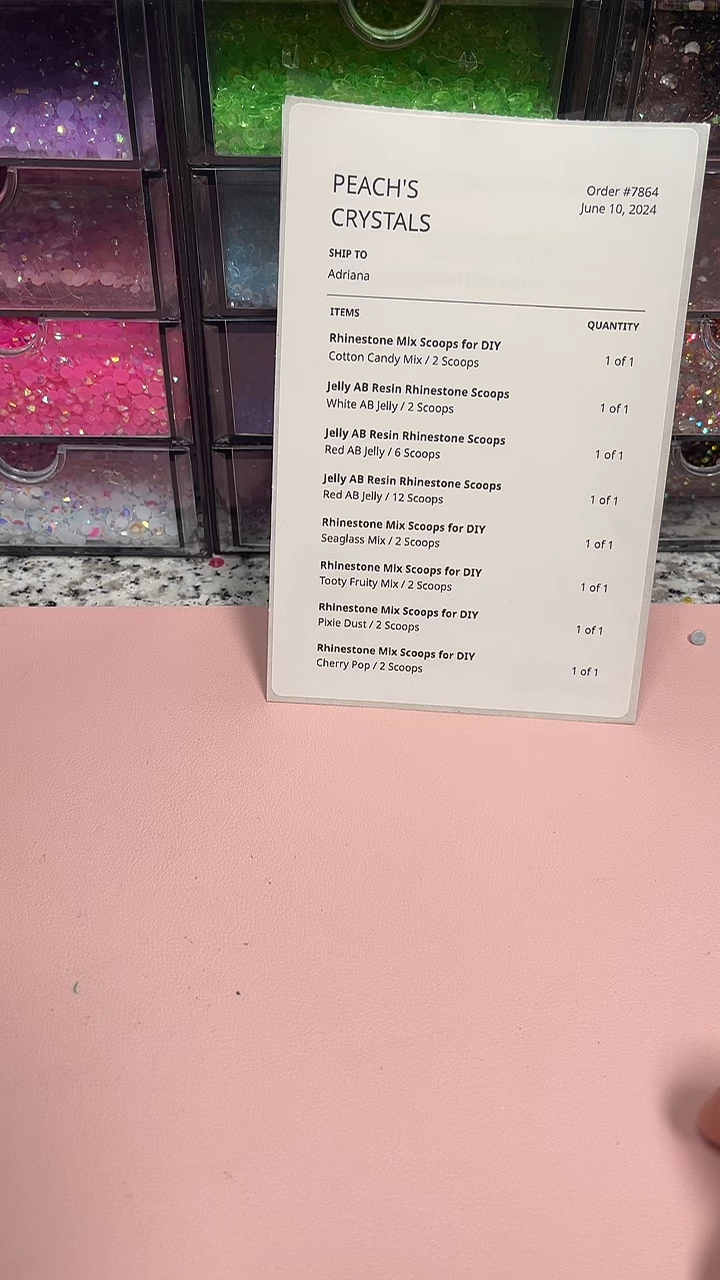 PEACH'S
CRYSTALS
Order #7864
June 10, 2024
SHIP TO
Adriana
ITEMS
QUANTITY
Rhinestone Mix Scoops for DIY
Cotton Candy Mix / 2 Scoops
1 of 1
Jelly AB Resin Rhinestone Scoops
White AB Jelly / 2 Scoops
1 of 1
Jelly AB Resin Rhinestone Scoops
Red AB Jelly / 6 Scoops
1 of 1
Jelly AB Resin Rhinestone Scoops
Red AB Jelly / 12 Scoops
1 of 1
Rhinestone Mix Scoops for DIY
Seaglass Mix / 2 Scoops
1 of 1
Rhinestone Mix Scoops for DIY
Tooty Fruity Mix / 2 Scoops
1 of 1
Rhinestone Mix Scoops for DIY
Pixie Dust / 2 Scoops
1 of 1
Rhinestone Mix Scoops for DIY
Cherry Pop / 2 Scoops
1 of 1